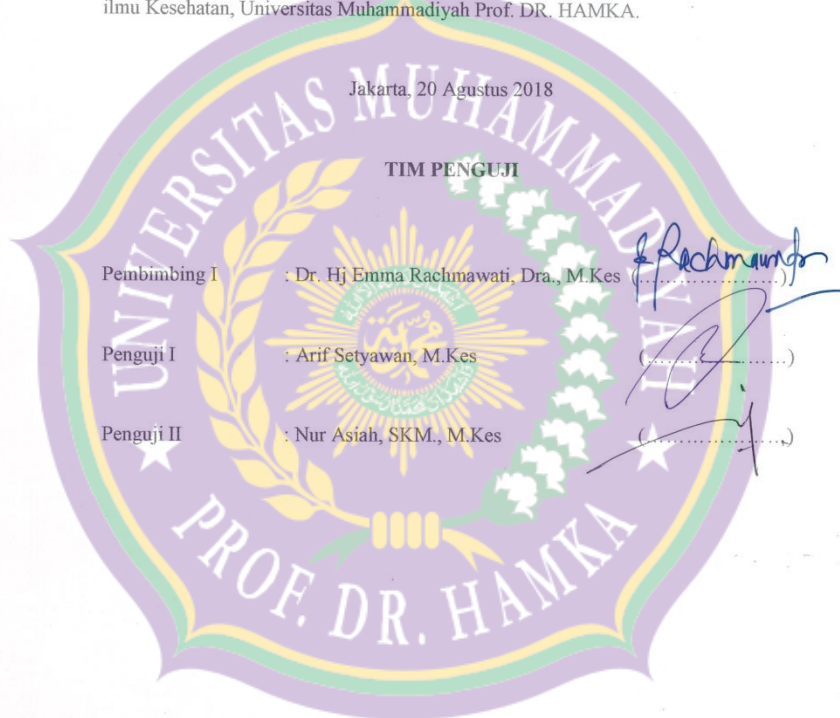 ilmu Kesehatan, Universitas Muhammadiyah Prof. DR. HAMKA.
Jakarta, 20 Agustus 2018
TIM PENGUJI
Pembimbing I : Dr. Hj Emma Rachmawati, Dra., M.Kes (....................)
Penguji I : Arif Setyawan, M.Kes (....................)
Penguji II : Nur Asiah, SKM., M.Kes (....................)
UNIVERSITAS MUHAMMADIYAH
PROF. DR. HAMKA
محمدية